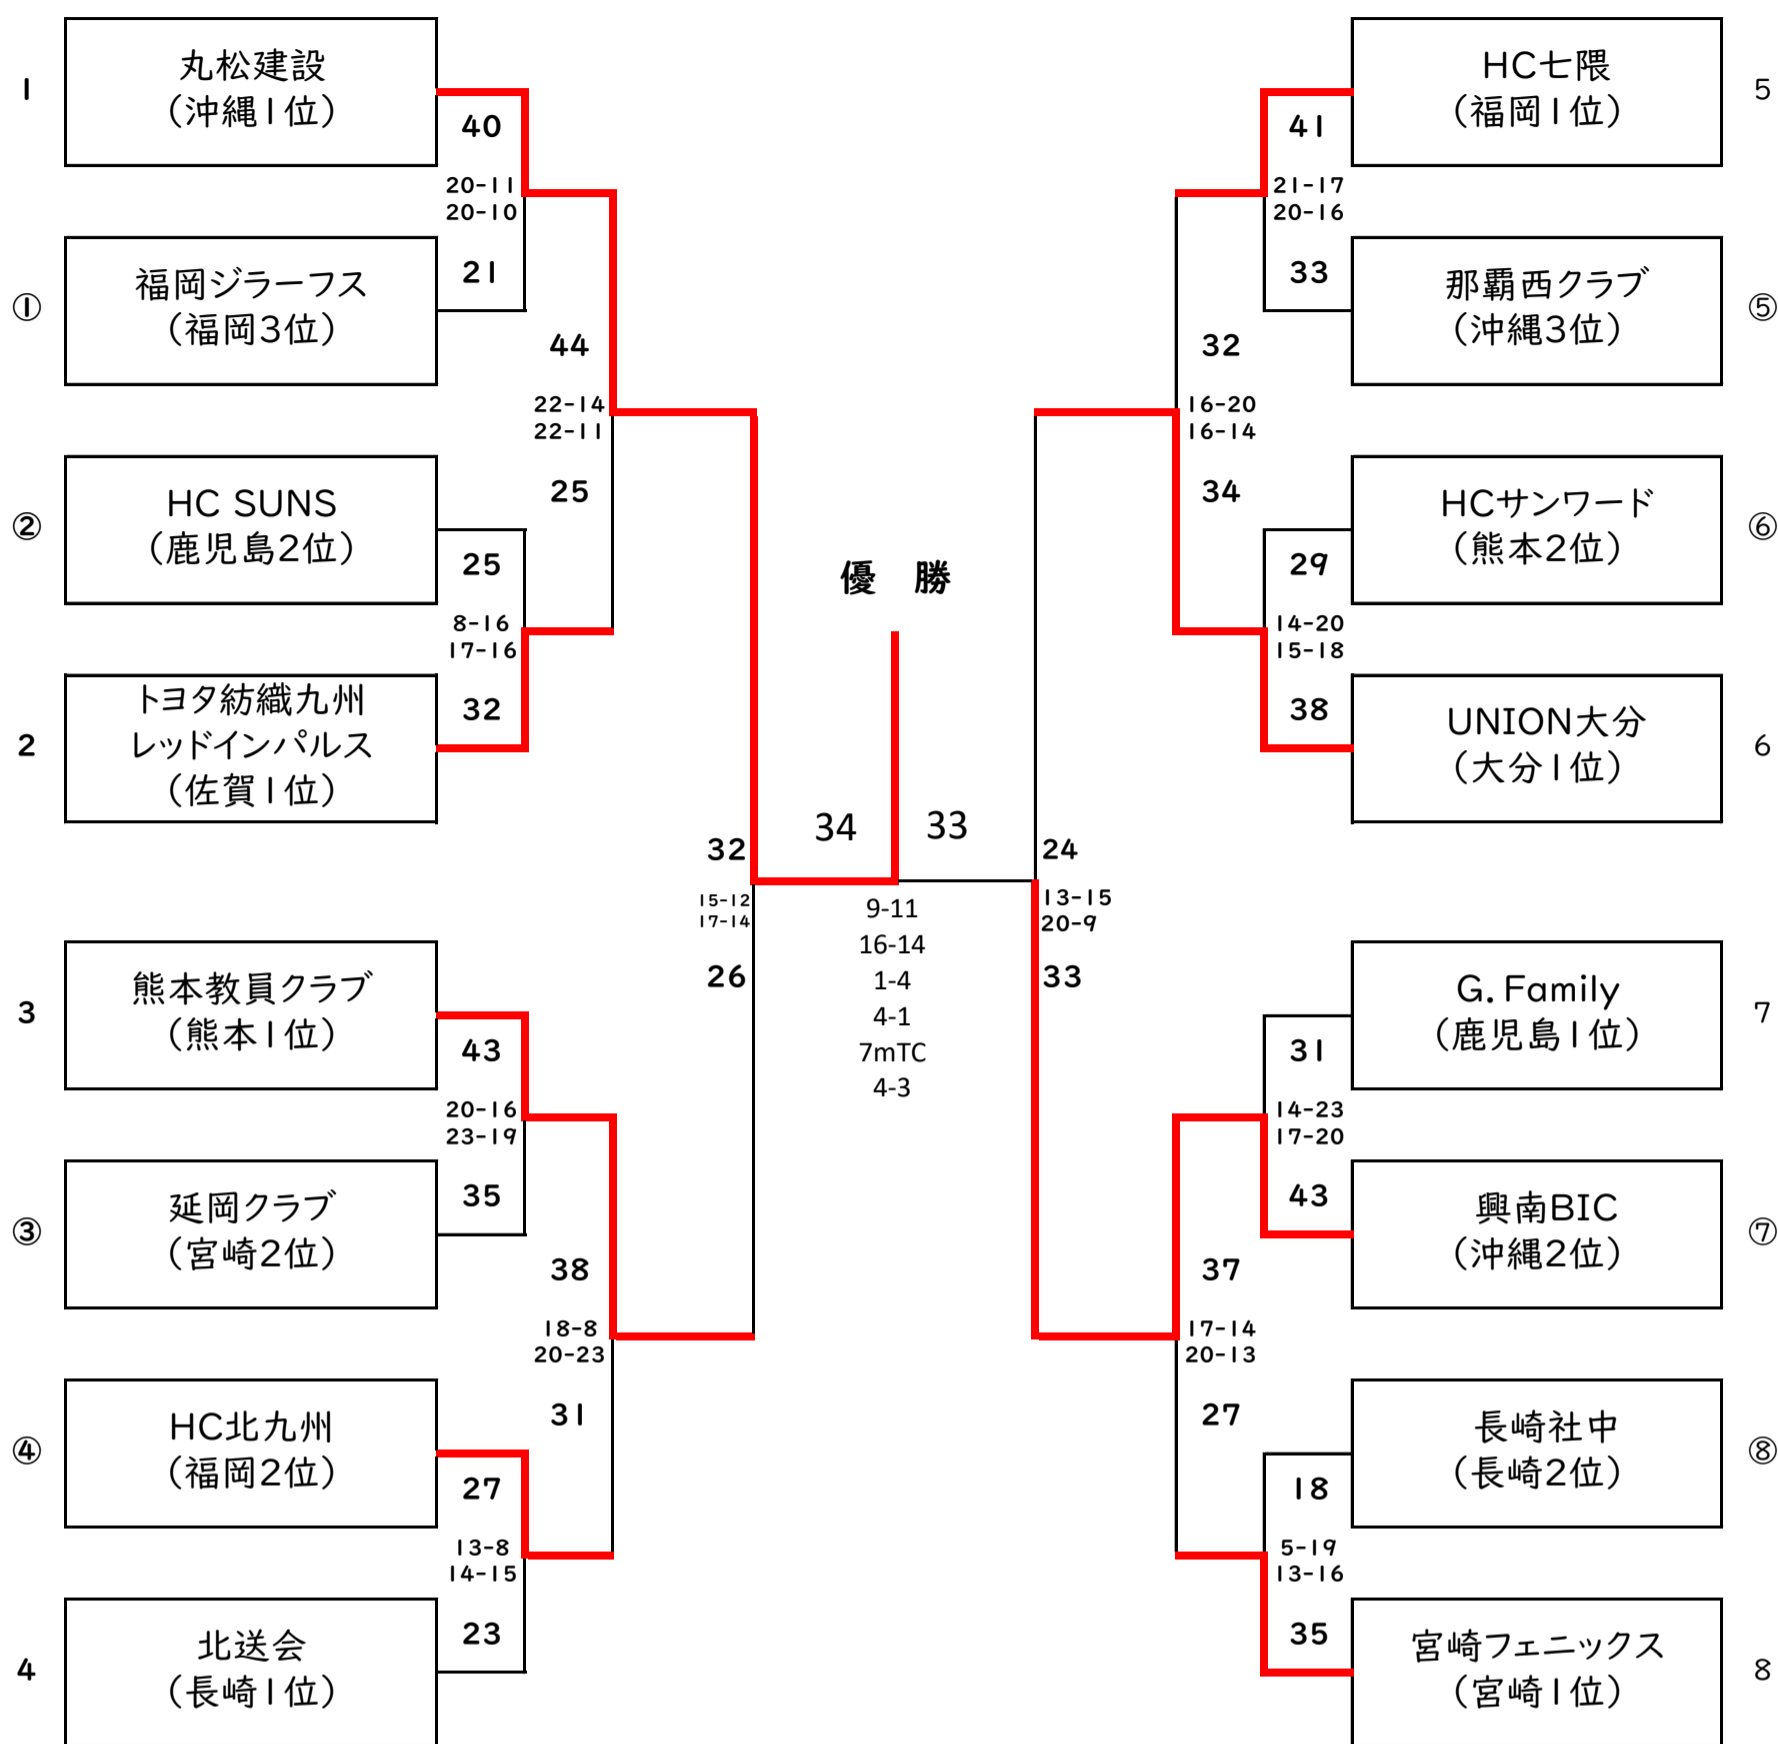 1
丸松建設
(沖縄1位)
40
20-11
20-10
21
①
福岡ジラーフス
(福岡3位)
44
22-14
22-11
25
②
HC SUNS
(鹿児島2位)
25
8-16
17-16
32
2
トヨタ紡織九州
レッドインパルス
(佐賀1位)
32
15-12
17-14
26
3
熊本教員クラブ
(熊本1位)
43
20-16
23-19
35
③
延岡クラブ
(宮崎2位)
38
18-8
20-23
31
④
HC北九州
(福岡2位)
27
13-8
14-15
23
4
北送会
(長崎1位)
優 勝
34
33
9-11
16-14
1-4
4-1
7mTC
4-3
HC七隈
(福岡1位)
5
41
21-17
20-16
33
那覇西クラブ
(沖縄3位)
⑤
32
16-20
16-14
34
HCサンワード
(熊本2位)
⑥
29
14-20
15-18
38
UNION大分
(大分1位)
6
24
13-15
20-9
33
G. Family
(鹿児島1位)
7
31
14-23
17-20
43
興南BIC
(沖縄2位)
⑦
37
17-14
20-13
27
長崎社中
(長崎2位)
⑧
18
5-19
13-16
35
宮崎フェニックス
(宮崎1位)
8